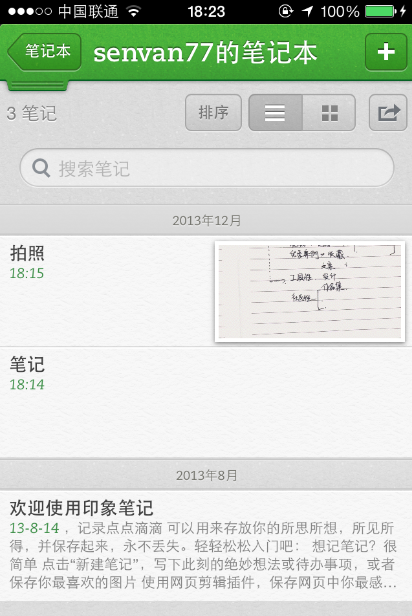 中国联通 18:23 100%
笔记本 senvan77的笔记本
3 笔记 排序
搜索笔记
2013年12月
拍照
18:15
工具性 设计
笔记
18:14
2013年8月
欢迎使用印象笔记
13-8-14 ，记录点点滴滴 可以用来存放你的所思所想，所见所
得，并保存起来，永不丢失。轻轻松松入门吧： 想记笔记？很
简单 点击“新建笔记”，写下此刻的绝妙想法或待办事项，或者
保存你最喜欢的图片 使用网页剪辑插件，保存网页中你最感...